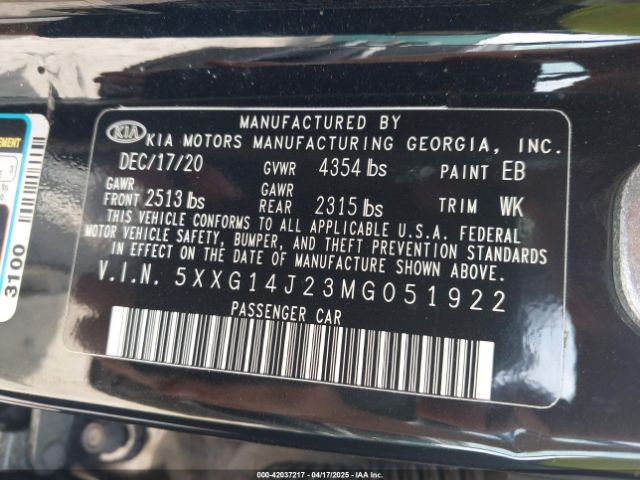 MANUFACTURED BY
KIA KIA MOTORS MANUFACTURING GEORGIA, INC.
DEC/17/20 GVWR 4354 lbs PAINT EB
GAWR FRONT 2513 lbs GAWR REAR 2315 lbs TRIM WK
THIS VEHICLE CONFORMS TO ALL APPLICABLE U.S.A. FEDERAL
MOTOR VEHICLE SAFETY, BUMPER, AND THEFT PREVENTION STANDARDS
IN EFFECT ON THE DATE OF MANUFACTURE SHOWN ABOVE.
V.I.N. 5XXG14J23MG051922
PASSENGER CAR
3100
000-42037217 - 04/17/2025 - IAAI.COM